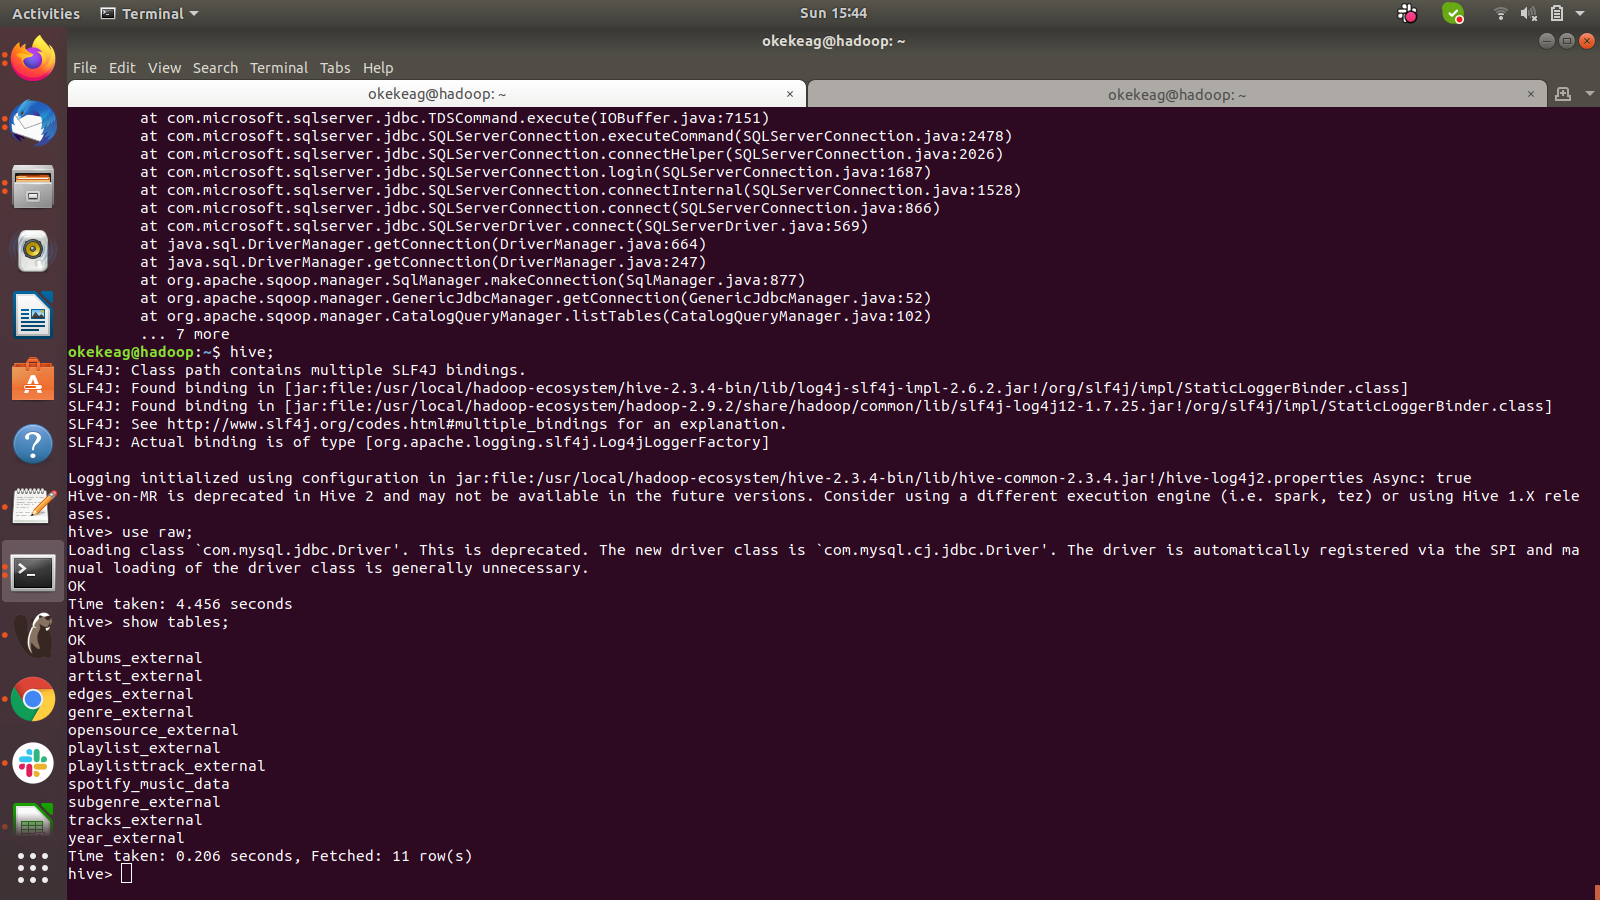 Activities Terminal Sun 15:44
okekeag@hadoop: ~
File Edit View Search Terminal Tabs Help
okekeag@hadoop: ~ × okekeag@hadoop: ~ ×
at com.microsoft.sqlserver.jdbc.TDSCommand.execute(IOBuffer.java:7151)
at com.microsoft.sqlserver.jdbc.SQLServerConnection.executeCommand(SQLServerConnection.java:2478)
at com.microsoft.sqlserver.jdbc.SQLServerConnection.connectHelper(SQLServerConnection.java:2026)
at com.microsoft.sqlserver.jdbc.SQLServerConnection.login(SQLServerConnection.java:1687)
at com.microsoft.sqlserver.jdbc.SQLServerConnection.connectInternal(SQLServerConnection.java:1528)
at com.microsoft.sqlserver.jdbc.SQLServerConnection.connect(SQLServerConnection.java:866)
at com.microsoft.sqlserver.jdbc.SQLServerDriver.connect(SQLServerDriver.java:569)
at java.sql.DriverManager.getConnection(DriverManager.java:664)
at java.sql.DriverManager.getConnection(DriverManager.java:247)
at org.apache.sqoop.manager.SqlManager.makeConnection(SqlManager.java:877)
at org.apache.sqoop.manager.GenericJdbcManager.getConnection(GenericJdbcManager.java:52)
at org.apache.sqoop.manager.CatalogQueryManager.listTables(CatalogQueryManager.java:102)
... 7 more
okekeag@hadoop:~$ hive;
SLF4J: Class path contains multiple SLF4J bindings.
SLF4J: Found binding in [jar:file:/usr/local/hadoop-ecosystem/hive-2.3.4-bin/lib/log4j-slf4j-impl-2.6.2.jar!/org/slf4j/impl/StaticLoggerBinder.class]
SLF4J: Found binding in [jar:file:/usr/local/hadoop-ecosystem/hadoop-2.9.2/share/hadoop/common/lib/slf4j-log4j12-1.7.25.jar!/org/slf4j/impl/StaticLoggerBinder.class]
SLF4J: See http://www.slf4j.org/codes.html#multiple_bindings for an explanation.
SLF4J: Actual binding is of type [org.apache.logging.slf4j.Log4jLoggerFactory]
Logging initialized using configuration in jar:file:/usr/local/hadoop-ecosystem/hive-2.3.4-bin/lib/hive-common-2.3.4.jar!/hive-log4j2.properties Async: true
Hive-on-MR is deprecated in Hive 2 and may not be available in the future versions. Consider using a different execution engine (i.e. spark, tez) or using Hive 1.X rele
ases.
hive> use raw;
Loading class `com.mysql.jdbc.Driver'. This is deprecated. The new driver class is `com.mysql.cj.jdbc.Driver'. The driver is automatically registered via the SPI and ma
nual loading of the driver class is generally unnecessary.
OK
Time taken: 4.456 seconds
hive> show tables;
OK
albums_external
artist_external
edges_external
genre_external
opensource_external
playlist_external
playlisttrack_external
spotify_music_data
subgenre_external
tracks_external
year_external
Time taken: 0.206 seconds, Fetched: 11 row(s)
hive>